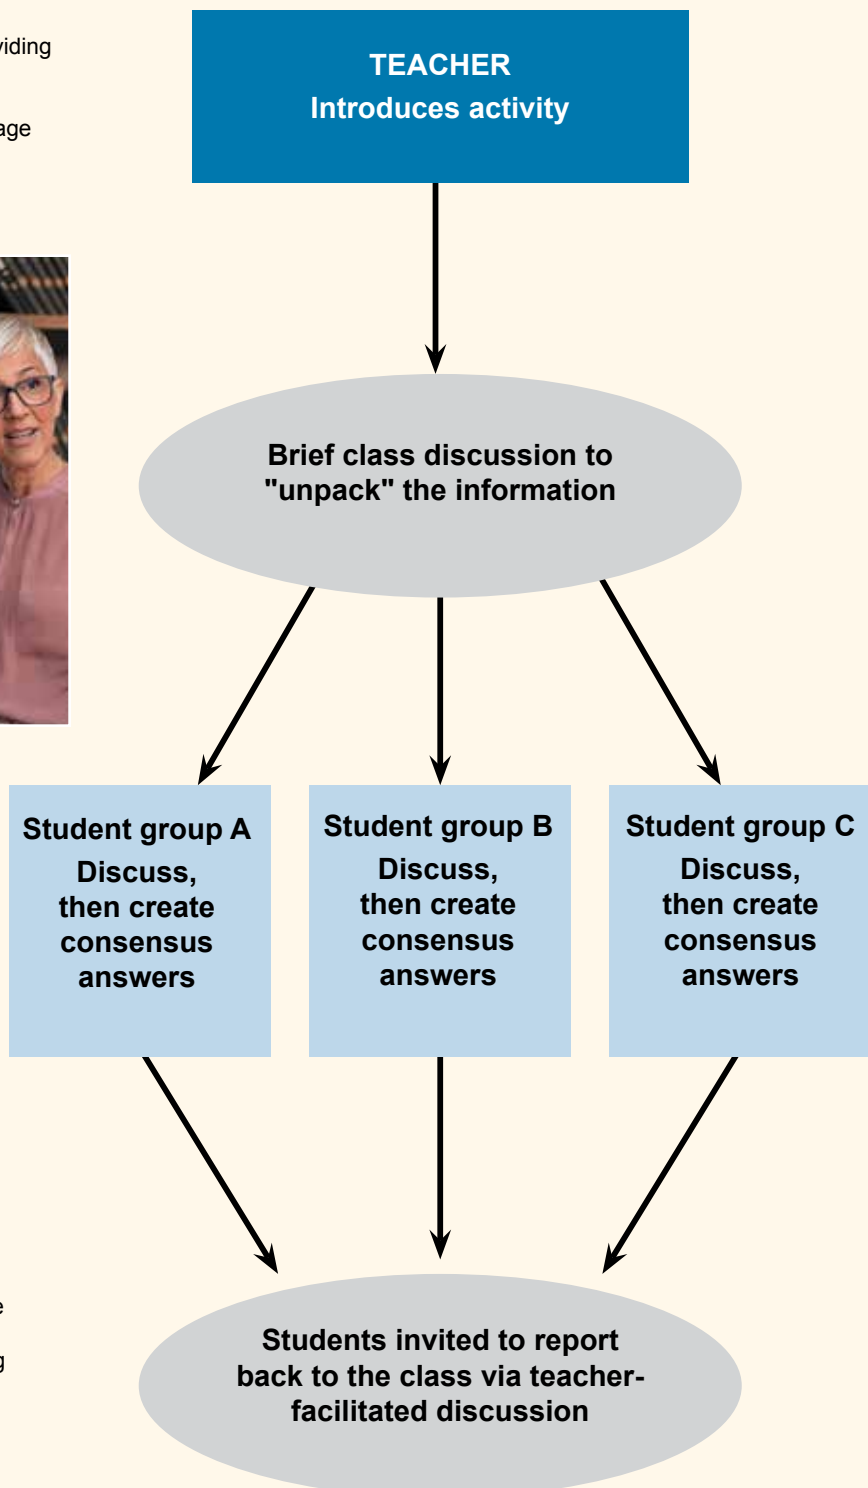 TEACHER
Introduces activity
Brief class discussion to
"unpack" the information
Student group A
Discuss,
then create
consensus
answers
Student group B
Discuss,
then create
consensus
answers
Student group C
Discuss,
then create
consensus
answers
Students invited to report
back to the class via teacher-
facilitated discussion